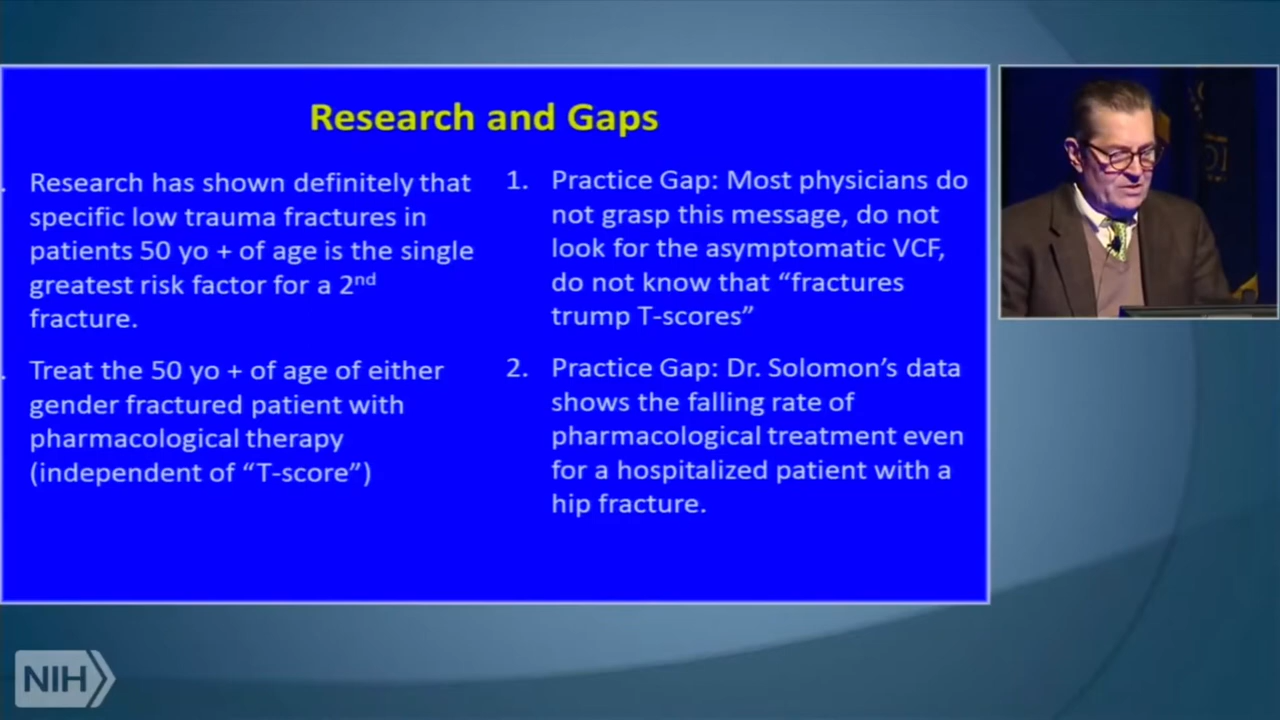 Research and Gaps
Research has shown definitely that
specific low trauma fractures in
patients 50 yo + of age is the single
greatest risk factor for a 2nd
fracture.
Treat the 50 yo + of age of either
gender fractured patient with
pharmacological therapy
(independent of “T-score”)
1. Practice Gap: Most physicians do
not grasp this message, do not
look for the asymptomatic VCF,
do not know that “fractures
trump T-scores”
2. Practice Gap: Dr. Solomon’s data
shows the falling rate of
pharmacological treatment even
for a hospitalized patient with a
hip fracture.
NIH